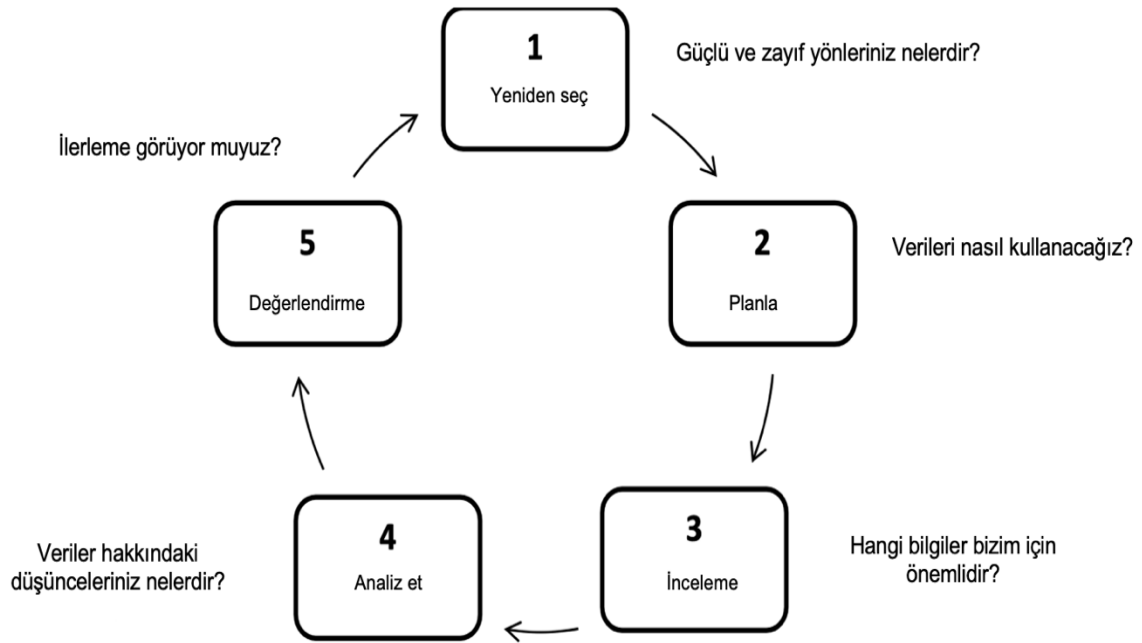 1
Yeniden seç
Güçlü ve zayıf yönleriniz nelerdir?
2
Planla
Verileri nasıl kullanacağız?
3
İnceleme
Hangi bilgiler bizim için
önemlidir?
4
Analiz et
Veriler hakkındaki
düşünceleriniz nelerdir?
5
Değerlendirme
İlerleme görüyor muyuz?